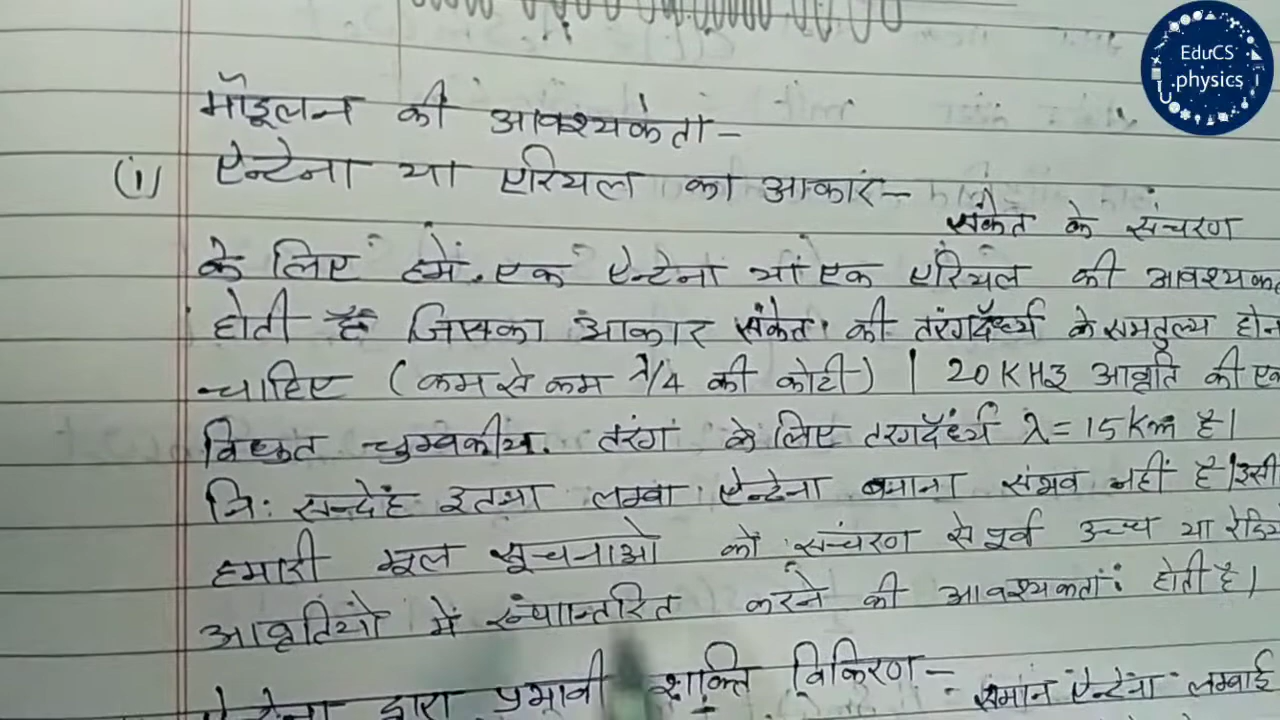 EduCS
physics
मॉडूलन की आवश्यकता -
(i) ऐन्टेना या एरियल का आकार -
संकेत के संचरण
के लिए हमें एक ऐन्टेना या एक एरियल की आवश्यकत
होती है जिसका आकार संकेत की तरंगदैर्ध्य के समतुल्य होन
चाहिए (कम से कम λ/4 की कोटी) | 20 KHz आवृति की एक
विधुत चुम्बकीय तरंग के लिए तरगदैर्ध्य λ = 15 Km है।
नि: सन्देह इतना लम्बा ऐन्टेना बनाना संभव नहीं है। इसी
हमारी मूल सूचनाओ को संचरण से पूर्व उच्च या रेडिय
आवृतियों में रूपान्तरित करने की आवश्यकता होती है।
ऐन्टेना द्वारा प्रभावी शक्ति विकिरण -
समान ऐन्टेना लम्बाई